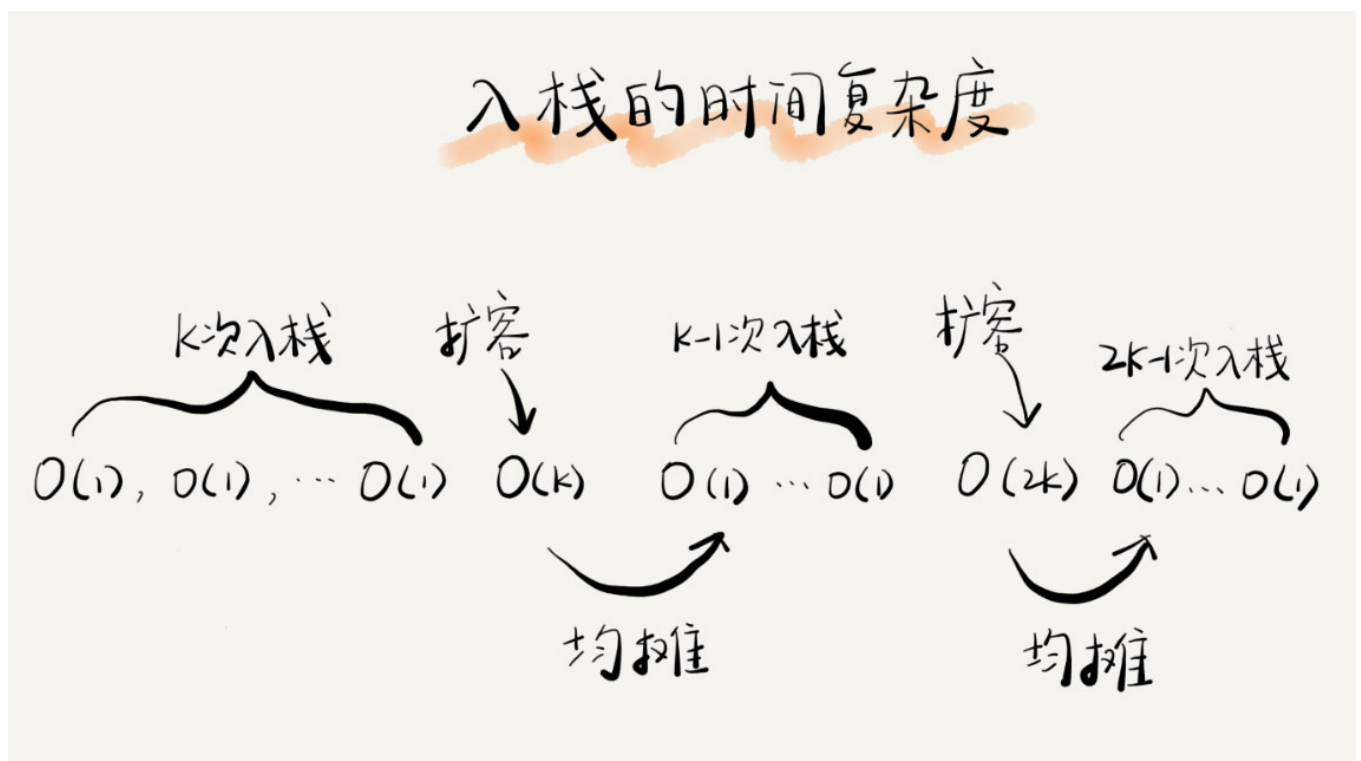 入栈的时间复杂度
K次入栈 扩容 K-1次入栈 扩容 2K-1次入栈
O(1), O(1), … O(1) O(K) O(1) … O(1) O(2K) O(1)… O(1)
均摊 均摊